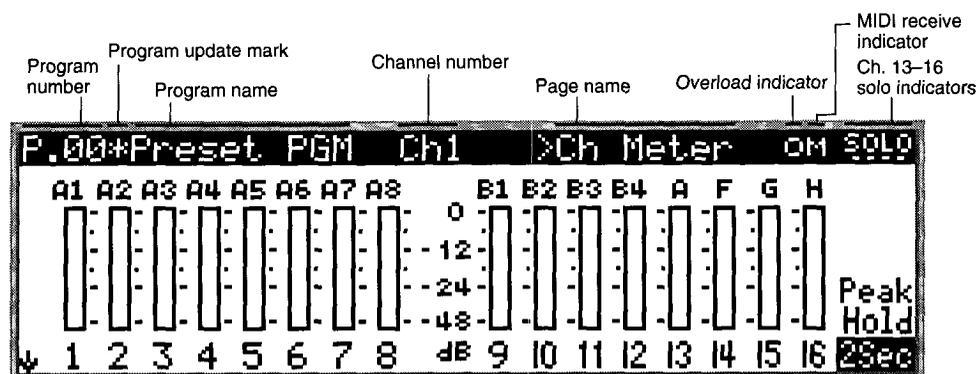 MIDI receive
indicator
Ch. 13–16
solo indicators
Program update mark
Program
number
Program name
Channel number
Page name
Overload indicator
P.00*Preset PGM Ch1 >Ch Meter OM SOLO
A1 A2 A3 A4 A5 A6 A7 A8 B1 B2 B3 B4 A F G H
0
12
24
48
Peak
Hold
↓ 1 2 3 4 5 6 7 8 dB 9 10 11 12 13 14 15 16 2Sec